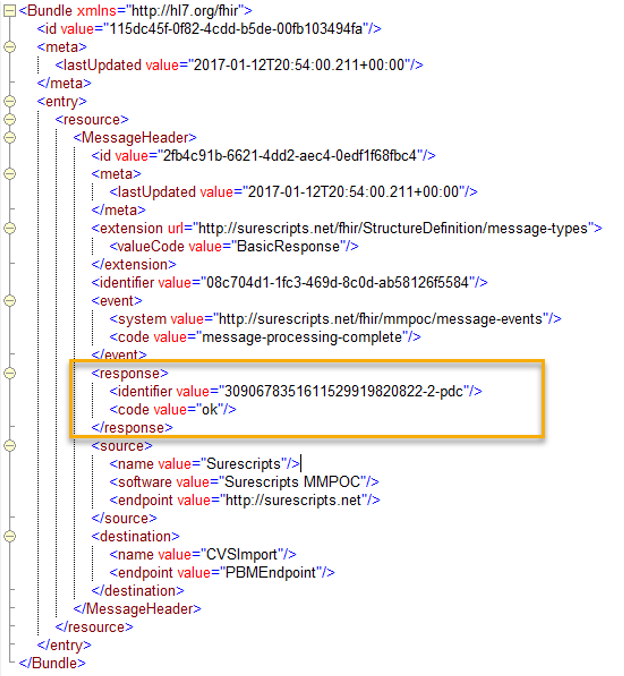 <Bundle xmlns="http://hl7.org/fhir">
<id value="115dc45f-0f82-4cdd-b5de-00fb103494fa"/>
<meta>
<lastUpdated value="2017-01-12T20:54:00.211+00:00"/>
</meta>
<entry>
<resource>
<MessageHeader>
<id value="2fb4c91b-6621-4dd2-aec4-0edf1f68fbc4"/>
<meta>
<lastUpdated value="2017-01-12T20:54:00.211+00:00"/>
</meta>
<extension url="http://surescripts.net/fhir/StructureDefinition/message-types">
<valueCode value="BasicResponse"/>
</extension>
<identifier value="08c704d1-1fc3-469d-8c0d-ab58126f5584"/>
<event>
<system value="http://surescripts.net/fhir/mmpoc/message-events"/>
<code value="message-processing-complete"/>
</event>
<response>
<identifier value="3090678351611529919820822-2-pdc"/>
<code value="ok"/>
</response>
<source>
<name value="Surescripts"/>
<software value="Surescripts MMPOC"/>
<endpoint value="http://surescripts.net"/>
</source>
<destination>
<name value="CVSImport"/>
<endpoint value="PBMEndpoint"/>
</destination>
</MessageHeader>
</resource>
</entry>
</Bundle>